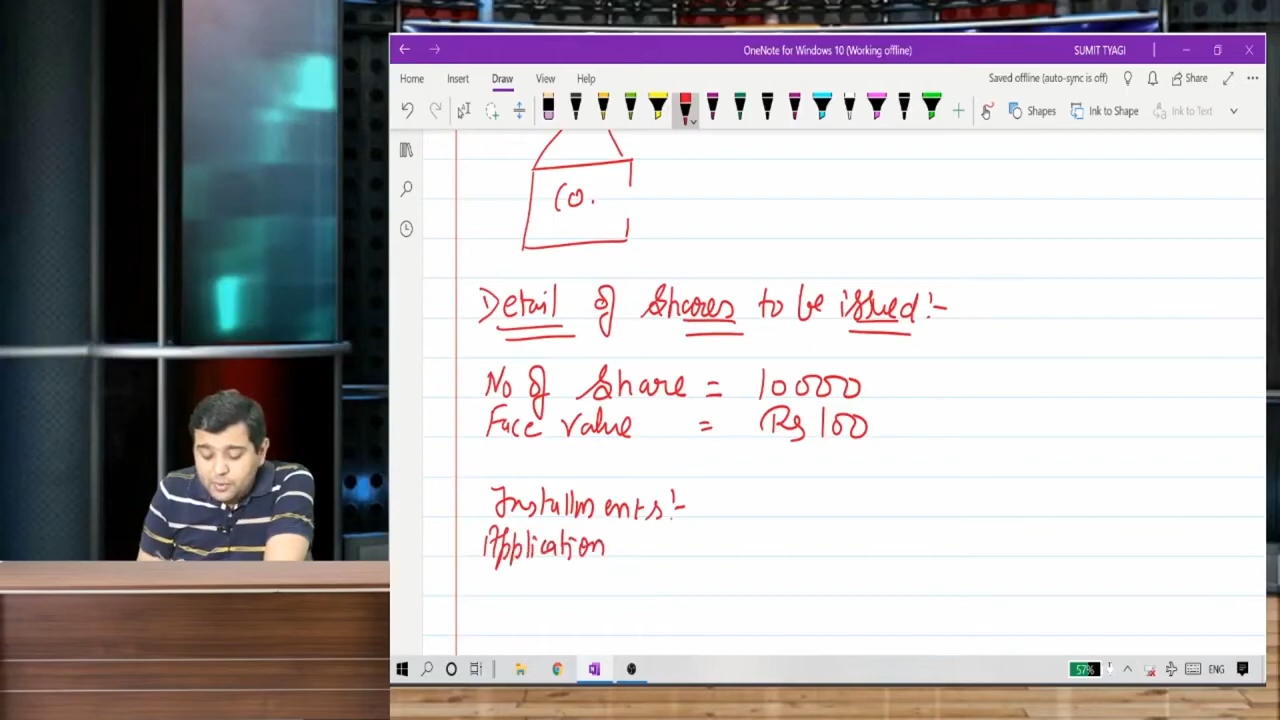 OneNote for Windows 10 (Working offline)
SUMIT TYAGI
Home Insert Draw View Help
Saved offline (auto-sync is off)
Share
Shapes
Ink to Shape
Ink to Text
Co.
Detail of Shares to be issued:-
No of Share = 10000
Face value = Rs 100
Installments:-
Application
57%
ENG